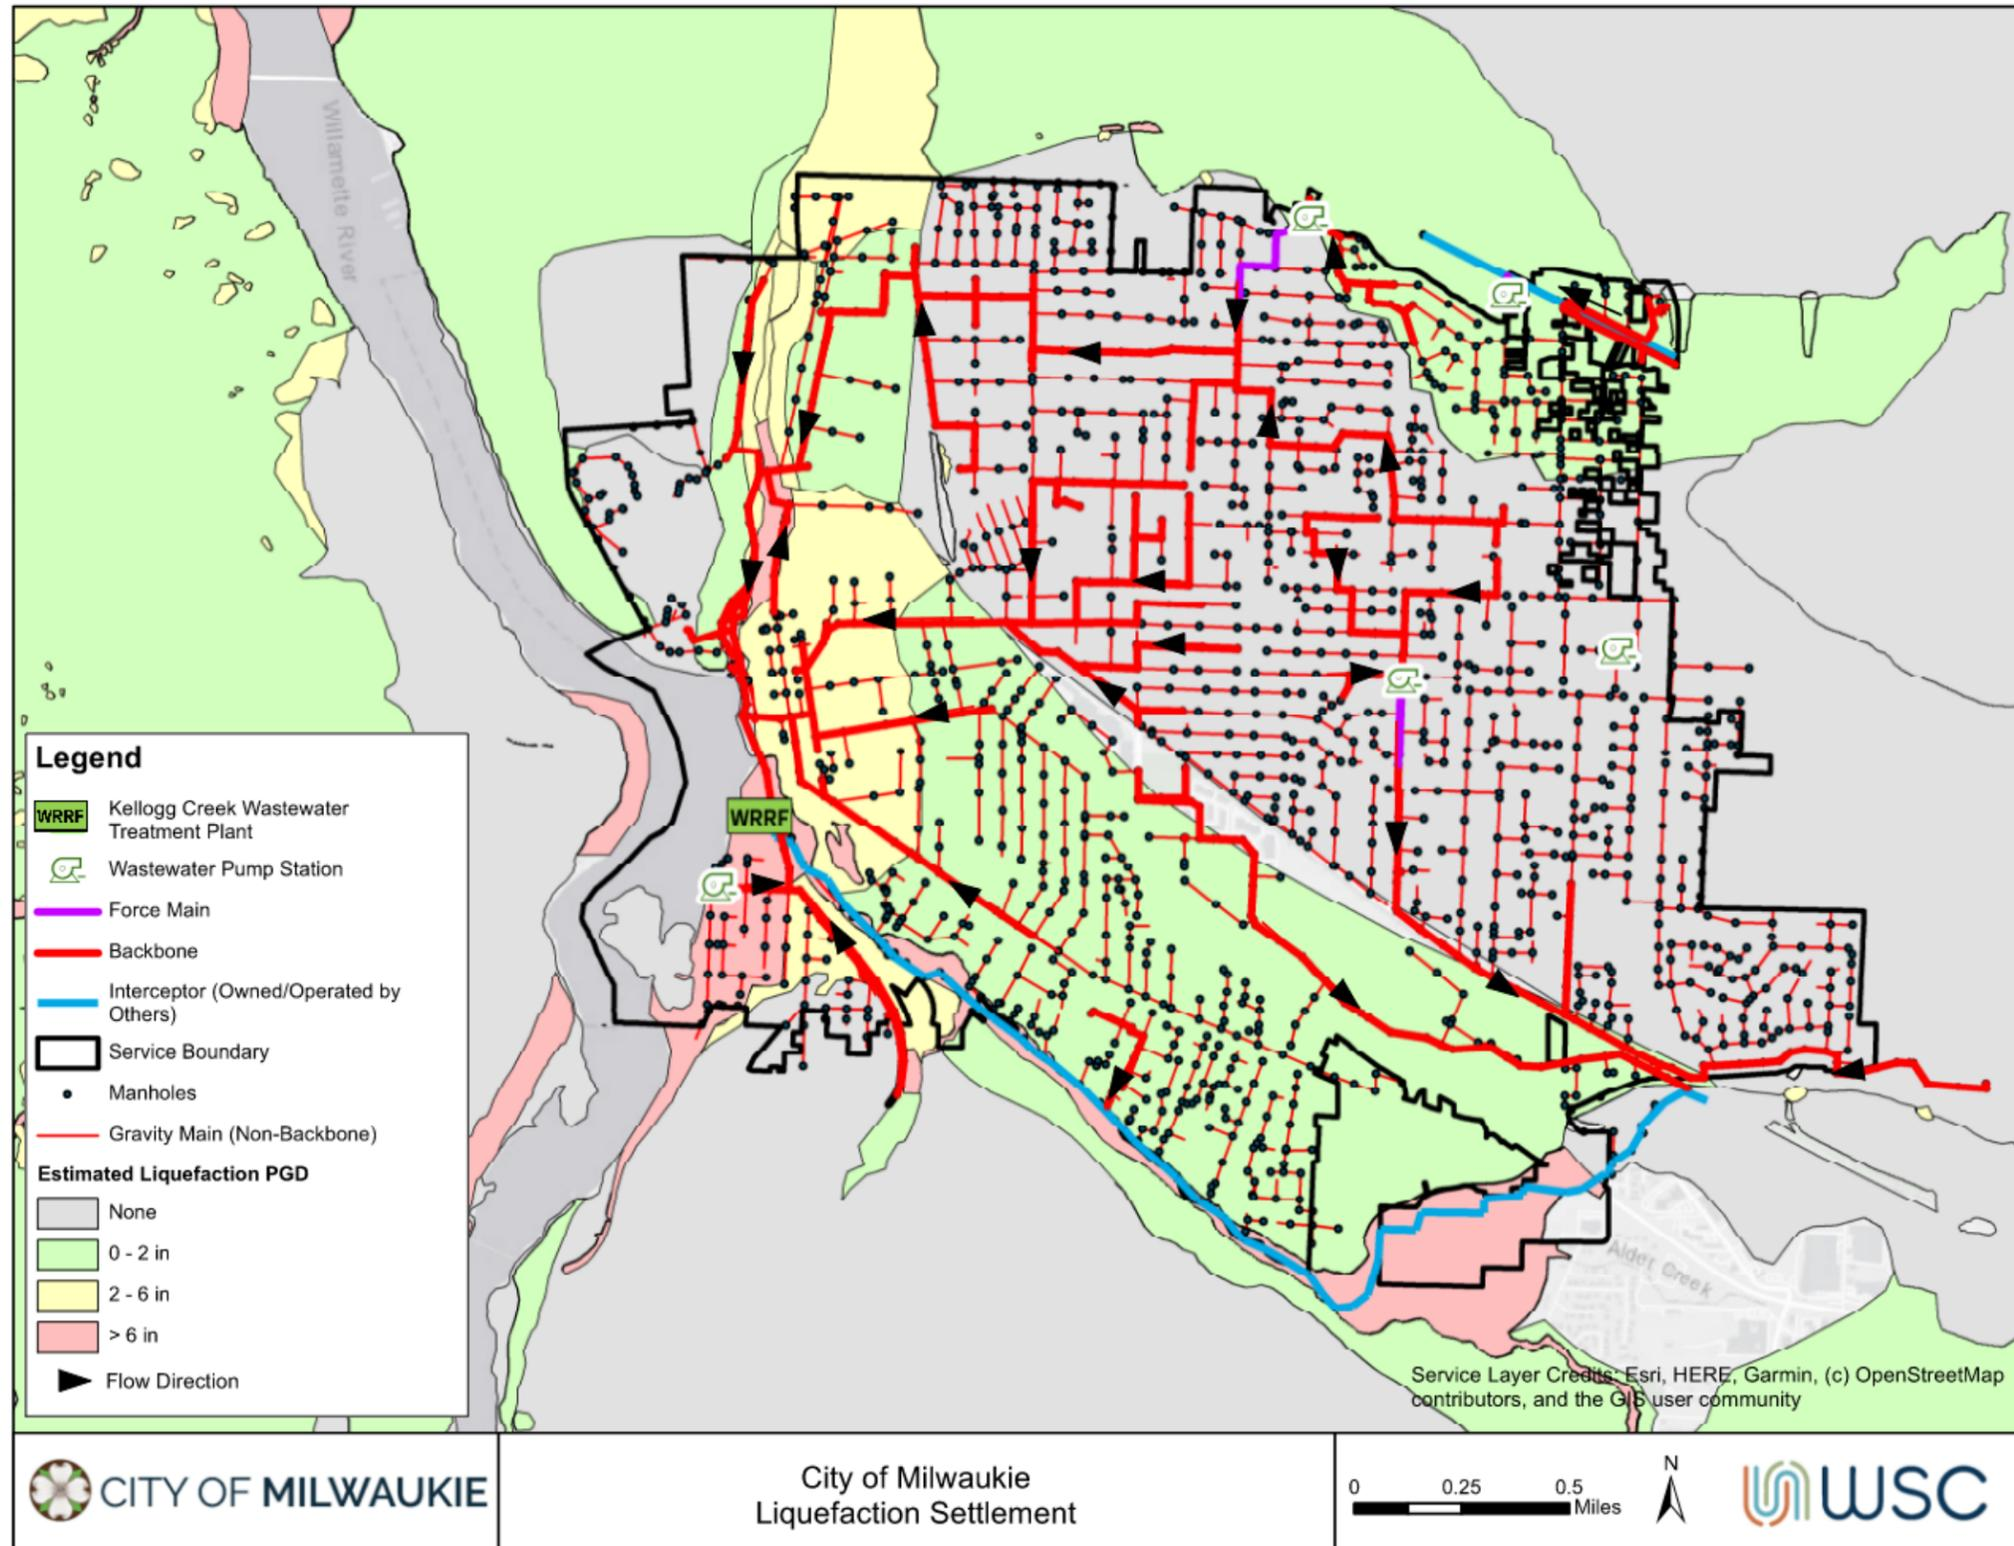 Willamette River
Legend
WRRF
Kellogg Creek Wastewater
Treatment Plant
Wastewater Pump Station
Force Main
Backbone
Interceptor (Owned/Operated by
Others)
Service Boundary
Manholes
Gravity Main (Non-Backbone)
Estimated Liquefaction PGD
None
0 - 2 in
2 - 6 in
> 6 in
Flow Direction
WRRF
Alder Creek
Service Layer Credits: Esri, HERE, Garmin, (c) OpenStreetMap
contributors, and the GIS user community
CITY OF MILWAUKIE
City of Milwaukie
Liquefaction Settlement
0 0.25 0.5
Miles
N
WSC